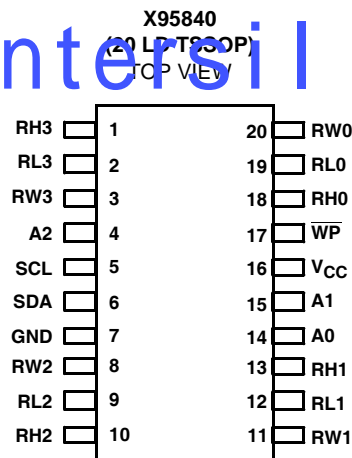 X95840
(20 LD TSSOP)
TOP VIEW
ntersil
RH3 1 20 RW0
RL3 2 19 RL0
RW3 3 18 RH0
A2 4 17 WP
SCL 5 16 VCC
SDA 6 15 A1
GND 7 14 A0
RW2 8 13 RH1
RL2 9 12 RL1
RH2 10 11 RW1